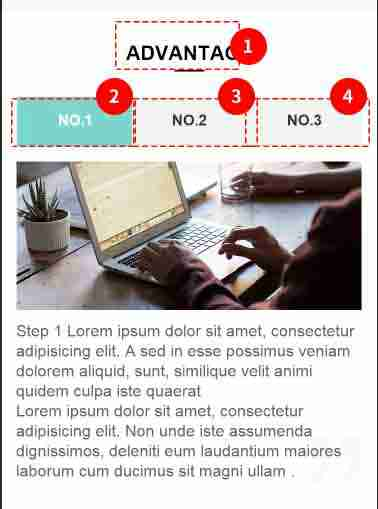 ADVANTAG
1
2
3
4
NO.1
NO.2
NO.3
Step 1 Lorem ipsum dolor sit amet, consectetur
adipisicing elit. A sed in esse possimus veniam
dolorem aliquid, sunt, similique velit animi
quidem culpa iste quaerat
Lorem ipsum dolor sit amet, consectetur
adipisicing elit. Non unde iste assumenda
dignissimos, deleniti eum laudantium maiores
laborum cum ducimus sit magni ullam .